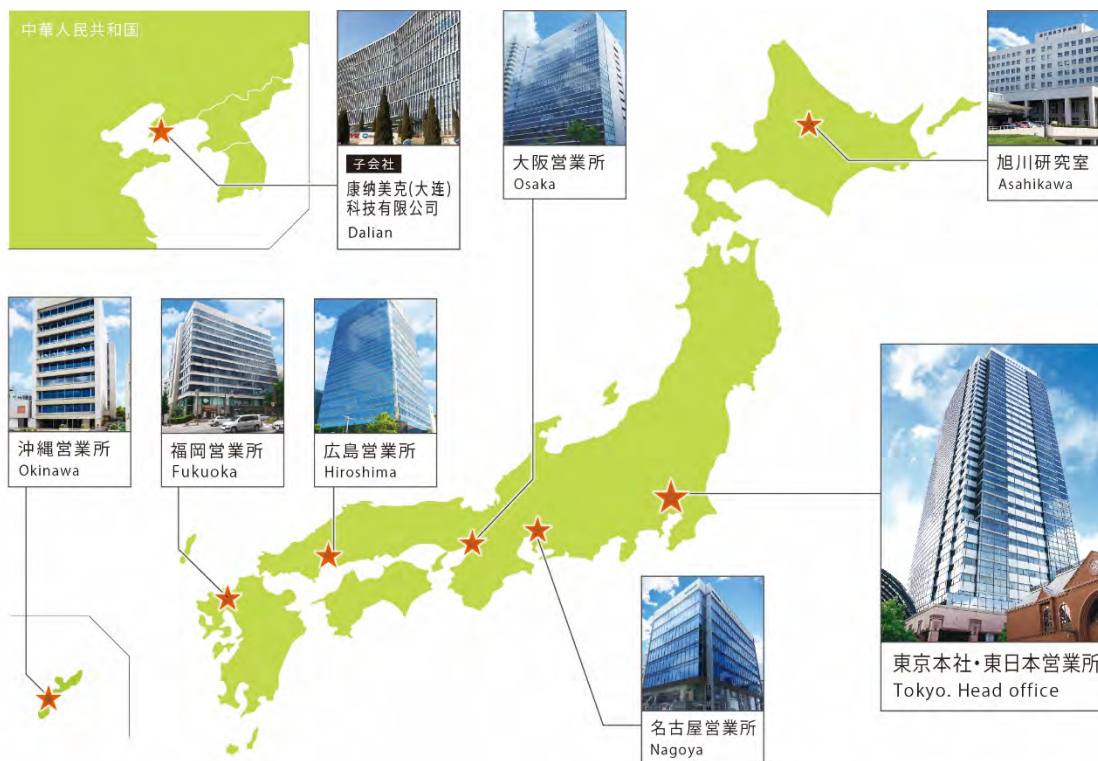 中華人民共和国
子会社
康纳美克(大连)
科技有限公司
Dalian
大阪営業所
Osaka
旭川研究室
Asahikawa
沖縄営業所
Okinawa
福岡営業所
Fukuoka
広島営業所
Hiroshima
東京本社・東日本営業所
Tokyo. Head office
名古屋営業所
Nagoya